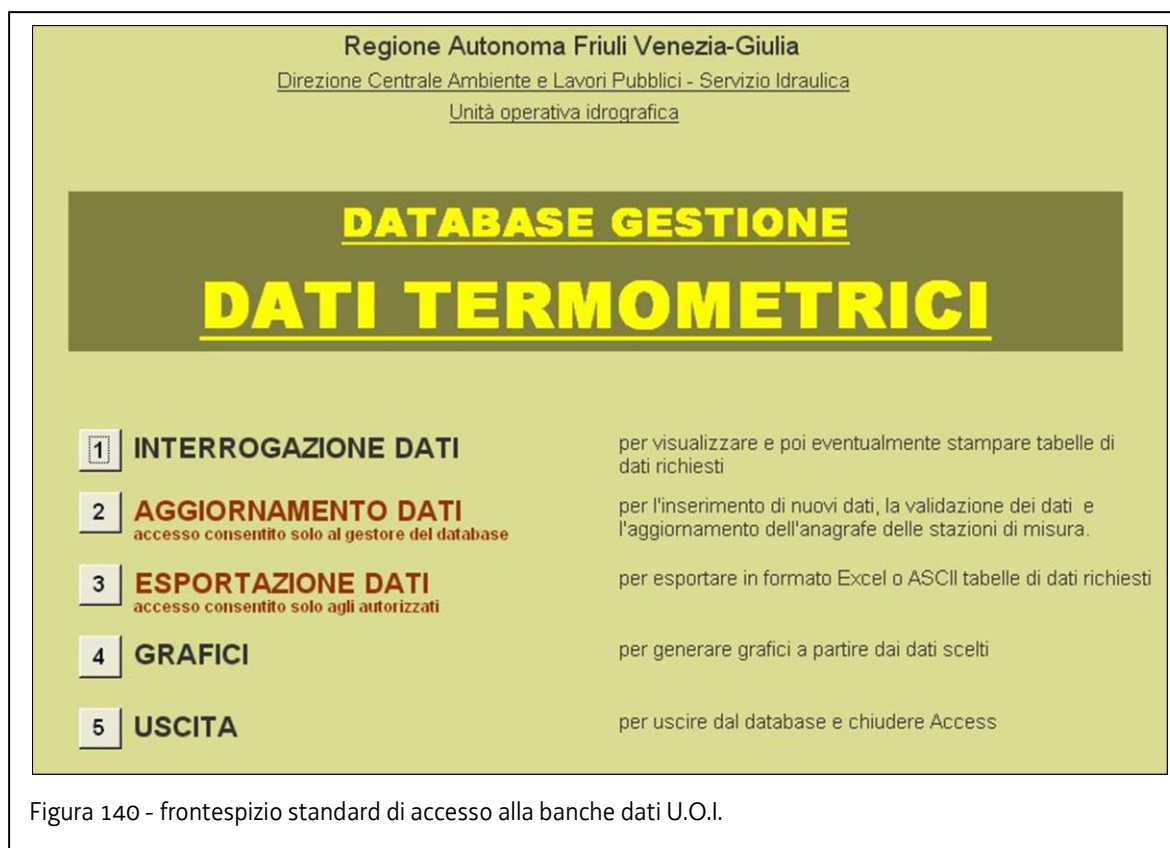 Regione Autonoma Friuli Venezia-Giulia
Direzione Centrale Ambiente e Lavori Pubblici - Servizio Idraulica
Unità operativa idrografica
DATABASE GESTIONE
DATI TERMOMETRICI
1 INTERROGAZIONE DATI
per visualizzare e poi eventualmente stampare tabelle di
dati richiesti
2 AGGIORNAMENTO DATI
accesso consentito solo al gestore del database
per l'inserimento di nuovi dati, la validazione dei dati e
l'aggiornamento dell'anagrafe delle stazioni di misura.
3 ESPORTAZIONE DATI
accesso consentito solo agli autorizzati
per esportare in formato Excel o ASCII tabelle di dati richiesti
4 GRAFICI
per generare grafici a partire dai dati scelti
5 USCITA
per uscire dal database e chiudere Access
Figura 140 - frontespizio standard di accesso alla banche dati U.O.I.